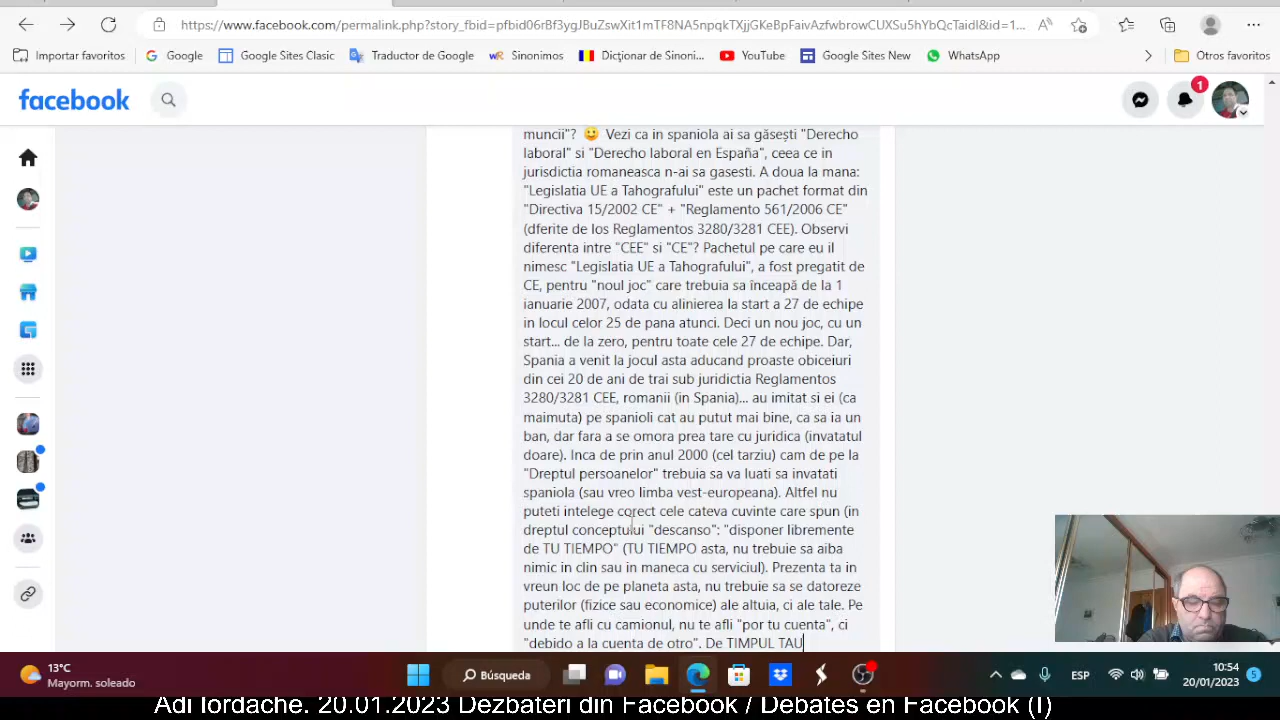 https://www.facebook.com/permalink.php?story_fbid=pfbid06rBf3ygJBuZswXit1mTF8NA5npqkTXjjGKeBpFaivAzfwbrowCUXSu5hYbQcTaidl&id=1...
Importar favoritos Google Google Sites Clasic Traductor de Google Sinonimos Dicţionar de Sinoni... YouTube Google Sites New WhatsApp Otros favoritos
facebook 1
muncii"? 🙂 Vezi ca in spaniola ai sa găsești "Derecho
laboral" si "Derecho laboral en España", ceea ce in
jurisdictia romaneasca n-ai sa gasesti. A doua la mana:
"Legislatia UE a Tahografului" este un pachet format din
"Directiva 15/2002 CE" + "Reglamento 561/2006 CE"
(dferite de los Reglamentos 3280/3281 CEE). Observi
diferenta intre "CEE" si "CE"? Pachetul pe care eu il
nimesc "Legislatia UE a Tahografului", a fost pregatit de
CE, pentru "noul joc" care trebuia sa înceapă de la 1
ianuarie 2007, odata cu alinierea la start a 27 de echipe
in locul celor 25 de pana atunci. Deci un nou joc, cu un
start... de la zero, pentru toate cele 27 de echipe. Dar,
Spania a venit la jocul asta aducand proaste obiceiuri
din cei 20 de ani de trai sub juridictia Reglamentos
3280/3281 CEE, romanii (in Spania)... au imitat si ei (ca
maimuta) pe spanioli cat au putut mai bine, ca sa ia un
ban, dar fara a se omora prea tare cu juridica (invatatul
doare). Inca de prin anul 2000 (cel tarziu) cam de pe la
"Dreptul persoanelor" trebuia sa va luati sa invatati
spaniola (sau vreo limba vest-europeana). Altfel nu
puteti intelege corect cele cateva cuvinte care spun (in
dreptul conceptului "descanso": "disponer libremente
de TU TIEMPO" (TU TIEMPO asta, nu trebuie sa aiba
nimic in clin sau in maneca cu serviciul). Prezenta ta in
vreun loc de pe planeta asta, nu trebuie sa se datoreze
puterilor (fizice sau economice) ale altuia, ci ale tale. Pe
unde te afli cu camionul, nu te afli "por tu cuenta", ci
"debido a la cuenta de otro". De TIMPUL TAU
13°C
Mayorm. soleado
Búsqueda
ESP
10:54
20/01/2023
5
Adi Iordache. 20.01.2023 Dezbateri din Facebook / Debates en Facebook (I)